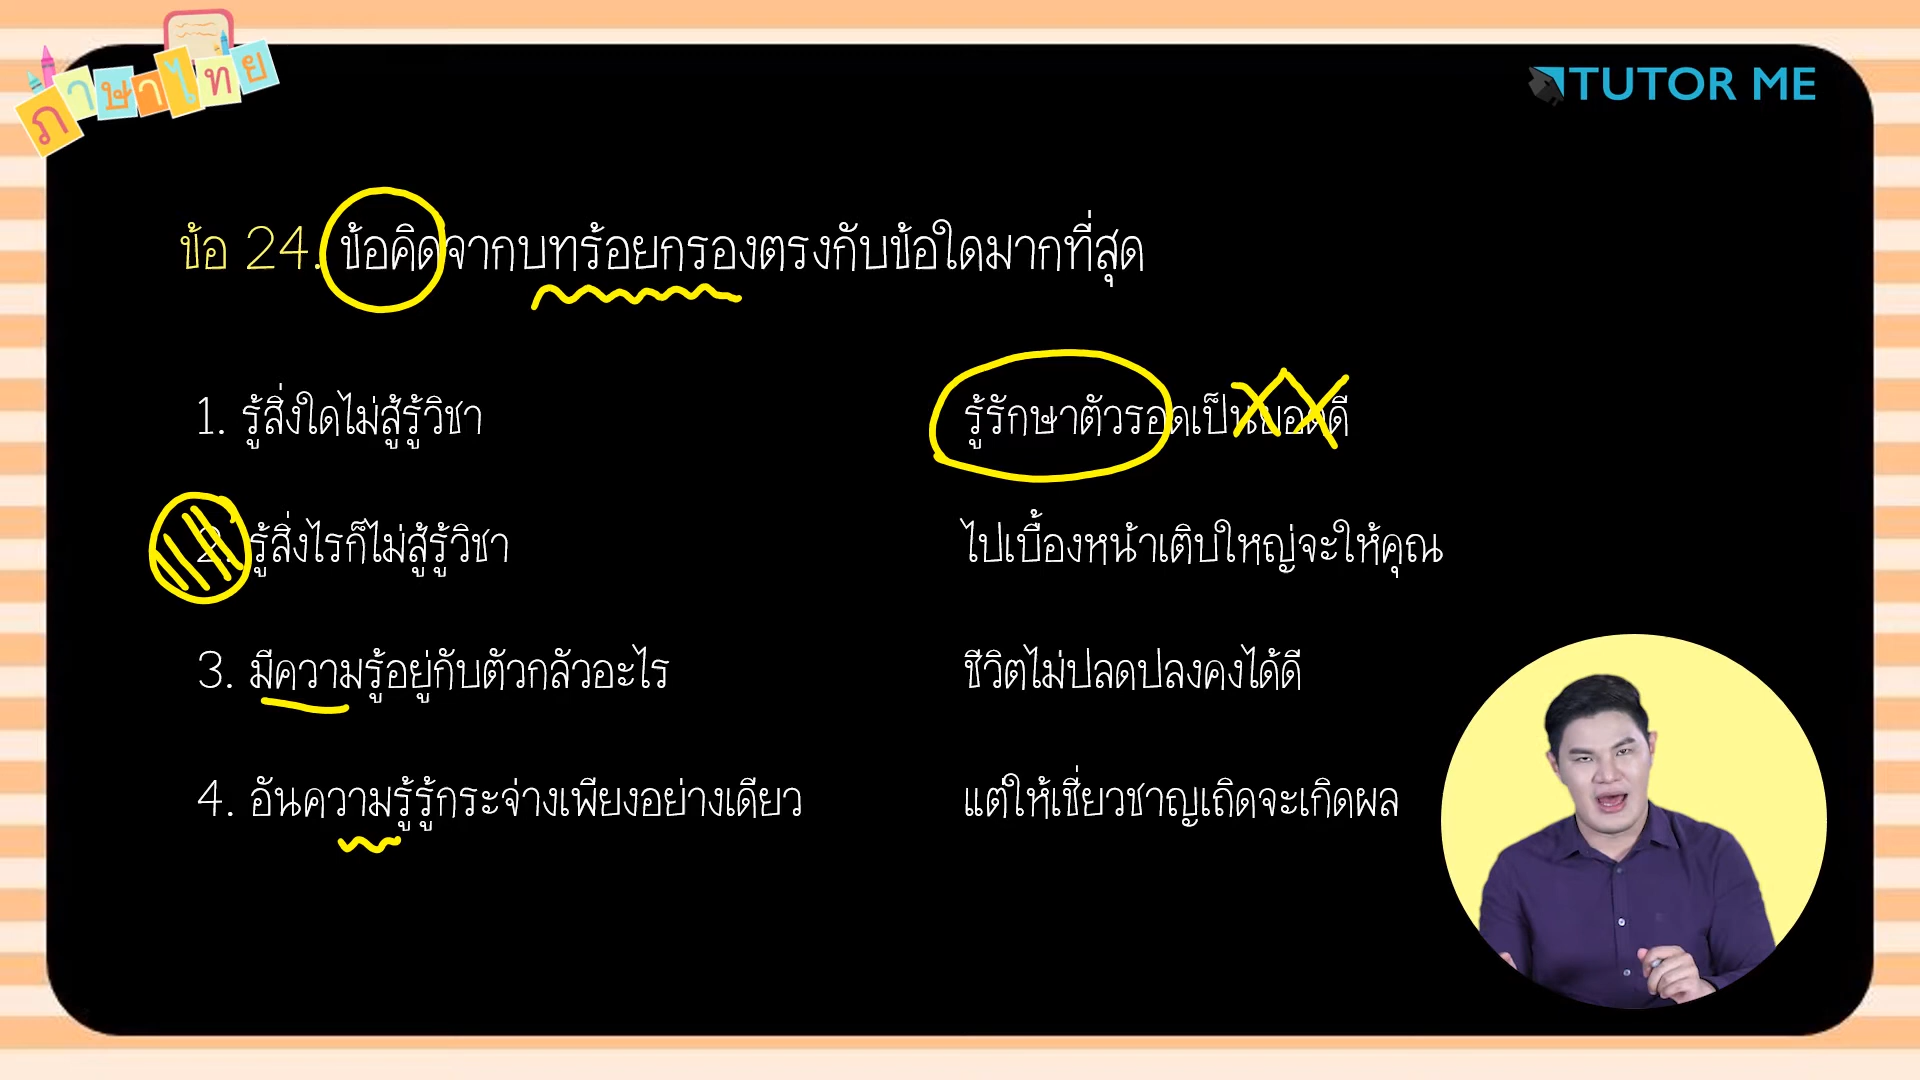 ภาษาไทย
TUTOR ME
ข้อ 24. ข้อคิดจากบทร้อยกรองตรงกับข้อใดมากที่สุด
1. รู้สิ่งใดไม่สู้รู้วิชา รู้รักษาตัวรอดเป็นยอดดี
2. รู้สิ่งไรก็ไม่สู้รู้วิชา ไปเบื้องหน้าเติบใหญ่จะให้คุณ
3. มีความรู้อยู่กับตัวกลัวอะไร ชีวิตไม่ปลดปลงคงได้ดี
4. อันความรู้รู้กระจ่างเพียงอย่างเดียว แต่ให้เชี่ยวชาญเถิดจะเกิดผล